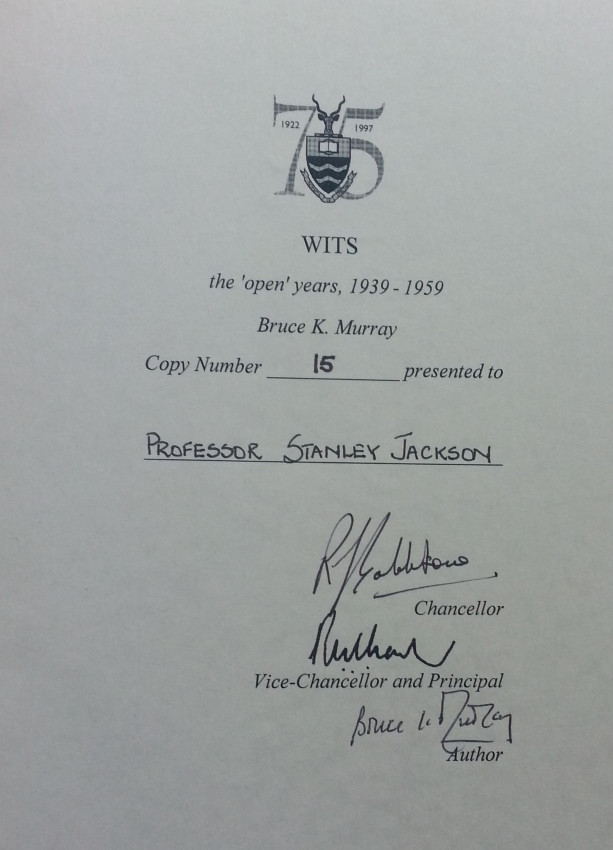 75
1922 1997
WITS
the 'open' years, 1939 - 1959
Bruce K. Murray
Copy Number 15 presented to
PROFESSOR STANLEY JACKSON
Chancellor
Vice-Chancellor and Principal
Bruce K. Murray
Author